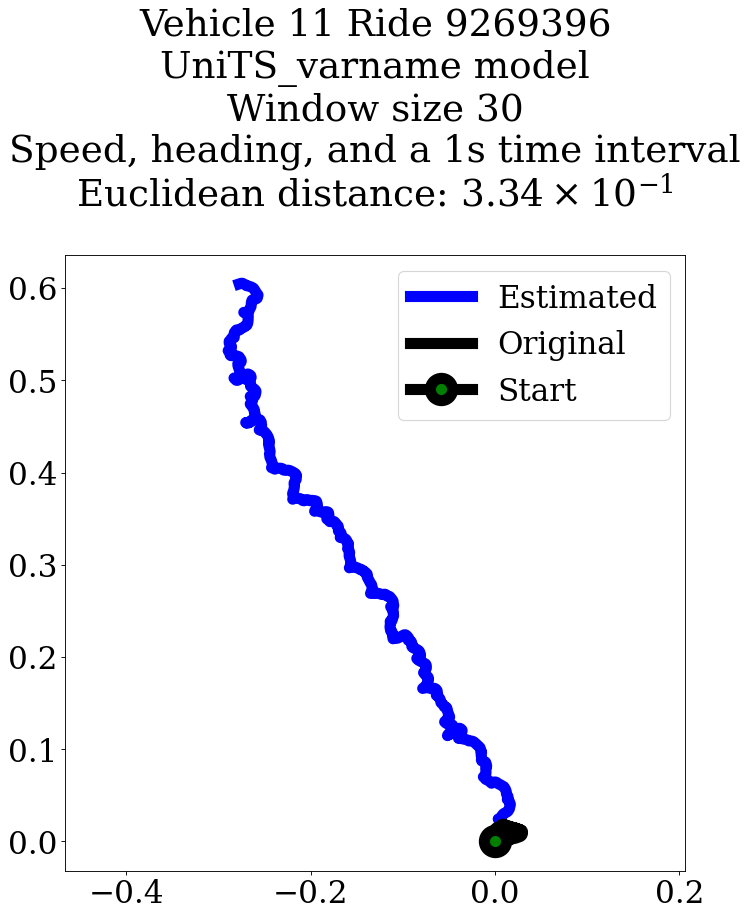 Vehicle 11 Ride 9269396
UniTS_varname model
Window size 30
Speed, heading, and a 1s time interval
Euclidean distance: 3.34 × 10⁻¹
Estimated
Original
Start
0.6
0.5
0.4
0.3
0.2
0.1
0.0
−0.4
−0.2
0.0
0.2